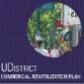 UDISTRICT
COMMERCIAL REVITALIZATION PLAN